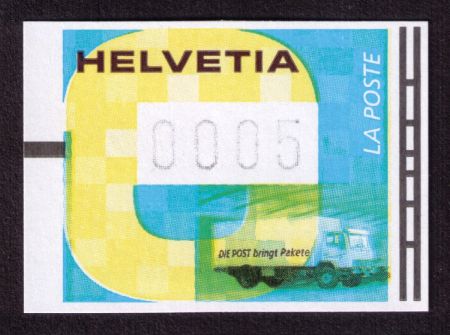 HELVETIA
0005
LA POSTE
DIE POST bringt Pakete